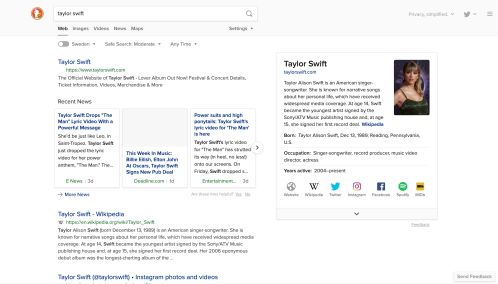 taylor swift
Privacy, simplified.
Web Images Videos News Maps Settings
Sweden Safe Search: Moderate Any Time
Taylor Swift
https://www.taylorswift.com
The Official Website of Taylor Swift - Lover Album Out Now! Festival & Concert Details,
Ticket Information, Videos, Merchandise & More
Recent News
Taylor Swift Drops "The
Man" Lyric Video With a
Powerful Message
She'd be just like Leo, in
Saint-Tropez. Taylor Swift
just dropped the lyric
video for her power
anthem, "The Man." The...
E-News · 3d
This Week in Music:
Billie Eilish, Elton John
At Oscars, Taylor Swift
Signs New Pub Deal
Deadline.com · 1d
Power suits and high
ponytails: Taylor Swift's
lyric video for 'The Man'
is here
Taylor Swift's lyric video
for "The Man" has strutted
its way (in heel, no less)
onto our screens. On
Friday, Swift dropped s...
Entertainment... 3d
More News
Are these links helpful? Yes No
Taylor Swift - Wikipedia
https://en.wikipedia.org/wiki/Taylor_Swift
Taylor Alison Swift (born December 13, 1989) is an American singer-songwriter. She is
known for narrative songs about her personal life, which have received widespread media
coverage. At age 14, Swift became the youngest artist signed by the Sony/ATV Music
publishing house and, at age 15, she signed her first record deal. Her 2006 eponymous
debut album was the longest-charting album of the...
Taylor Swift (@taylorswift) • Instagram photos and videos
Taylor Swift
taylorswift.com
Taylor Alison Swift is an American singer-
songwriter. She is known for narrative songs
about her personal life, which have received
widespread media coverage. At age 14, Swift
became the youngest artist signed by the
Sony/ATV Music publishing house and, at age
15, she signed her first record deal. Wikipedia
Born: Taylor Alison Swift, Dec 13, 1989, Reading, Pennsylvania,
U.S.
Occupation: Singer-songwriter, record producer, music video
director, actress
Years active: 2004–present
Website Wikipedia Twitter Instagram Facebook Spotify IMDb
Feedback
Send Feedback